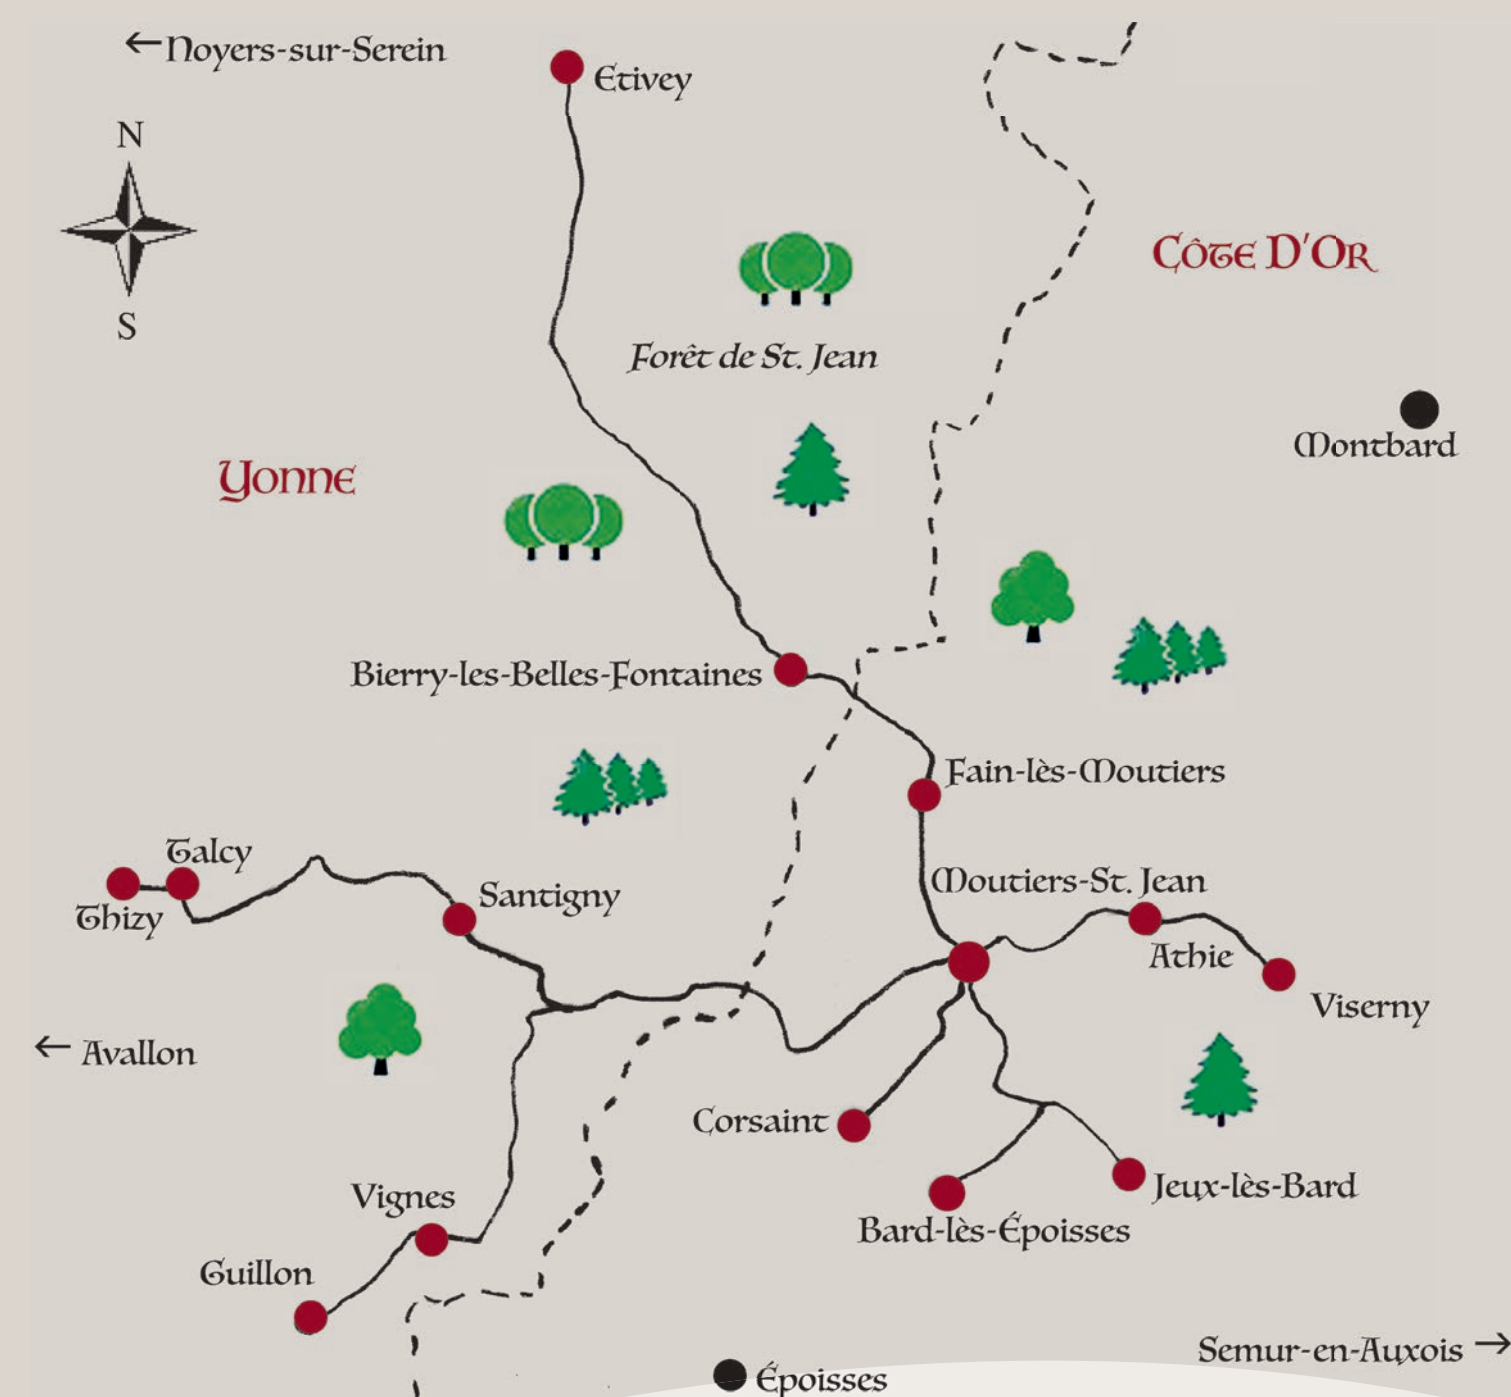 ←Noyers-sur-Serein
Etivey
N
S
Côte D'Or
Forêt de St. Jean
Montbard
Yonne
Bierry-les-Belles-Fontaines
Fain-lès-Moutiers
Talcy
Thizy
Santigny
Moutiers-St. Jean
Athie
Viserny
← Avallon
Corsaint
Vignes
Jeux-lès-Bard
Bard-lès-Époisses
Guillon
Semur-en-Auxois →
Époisses